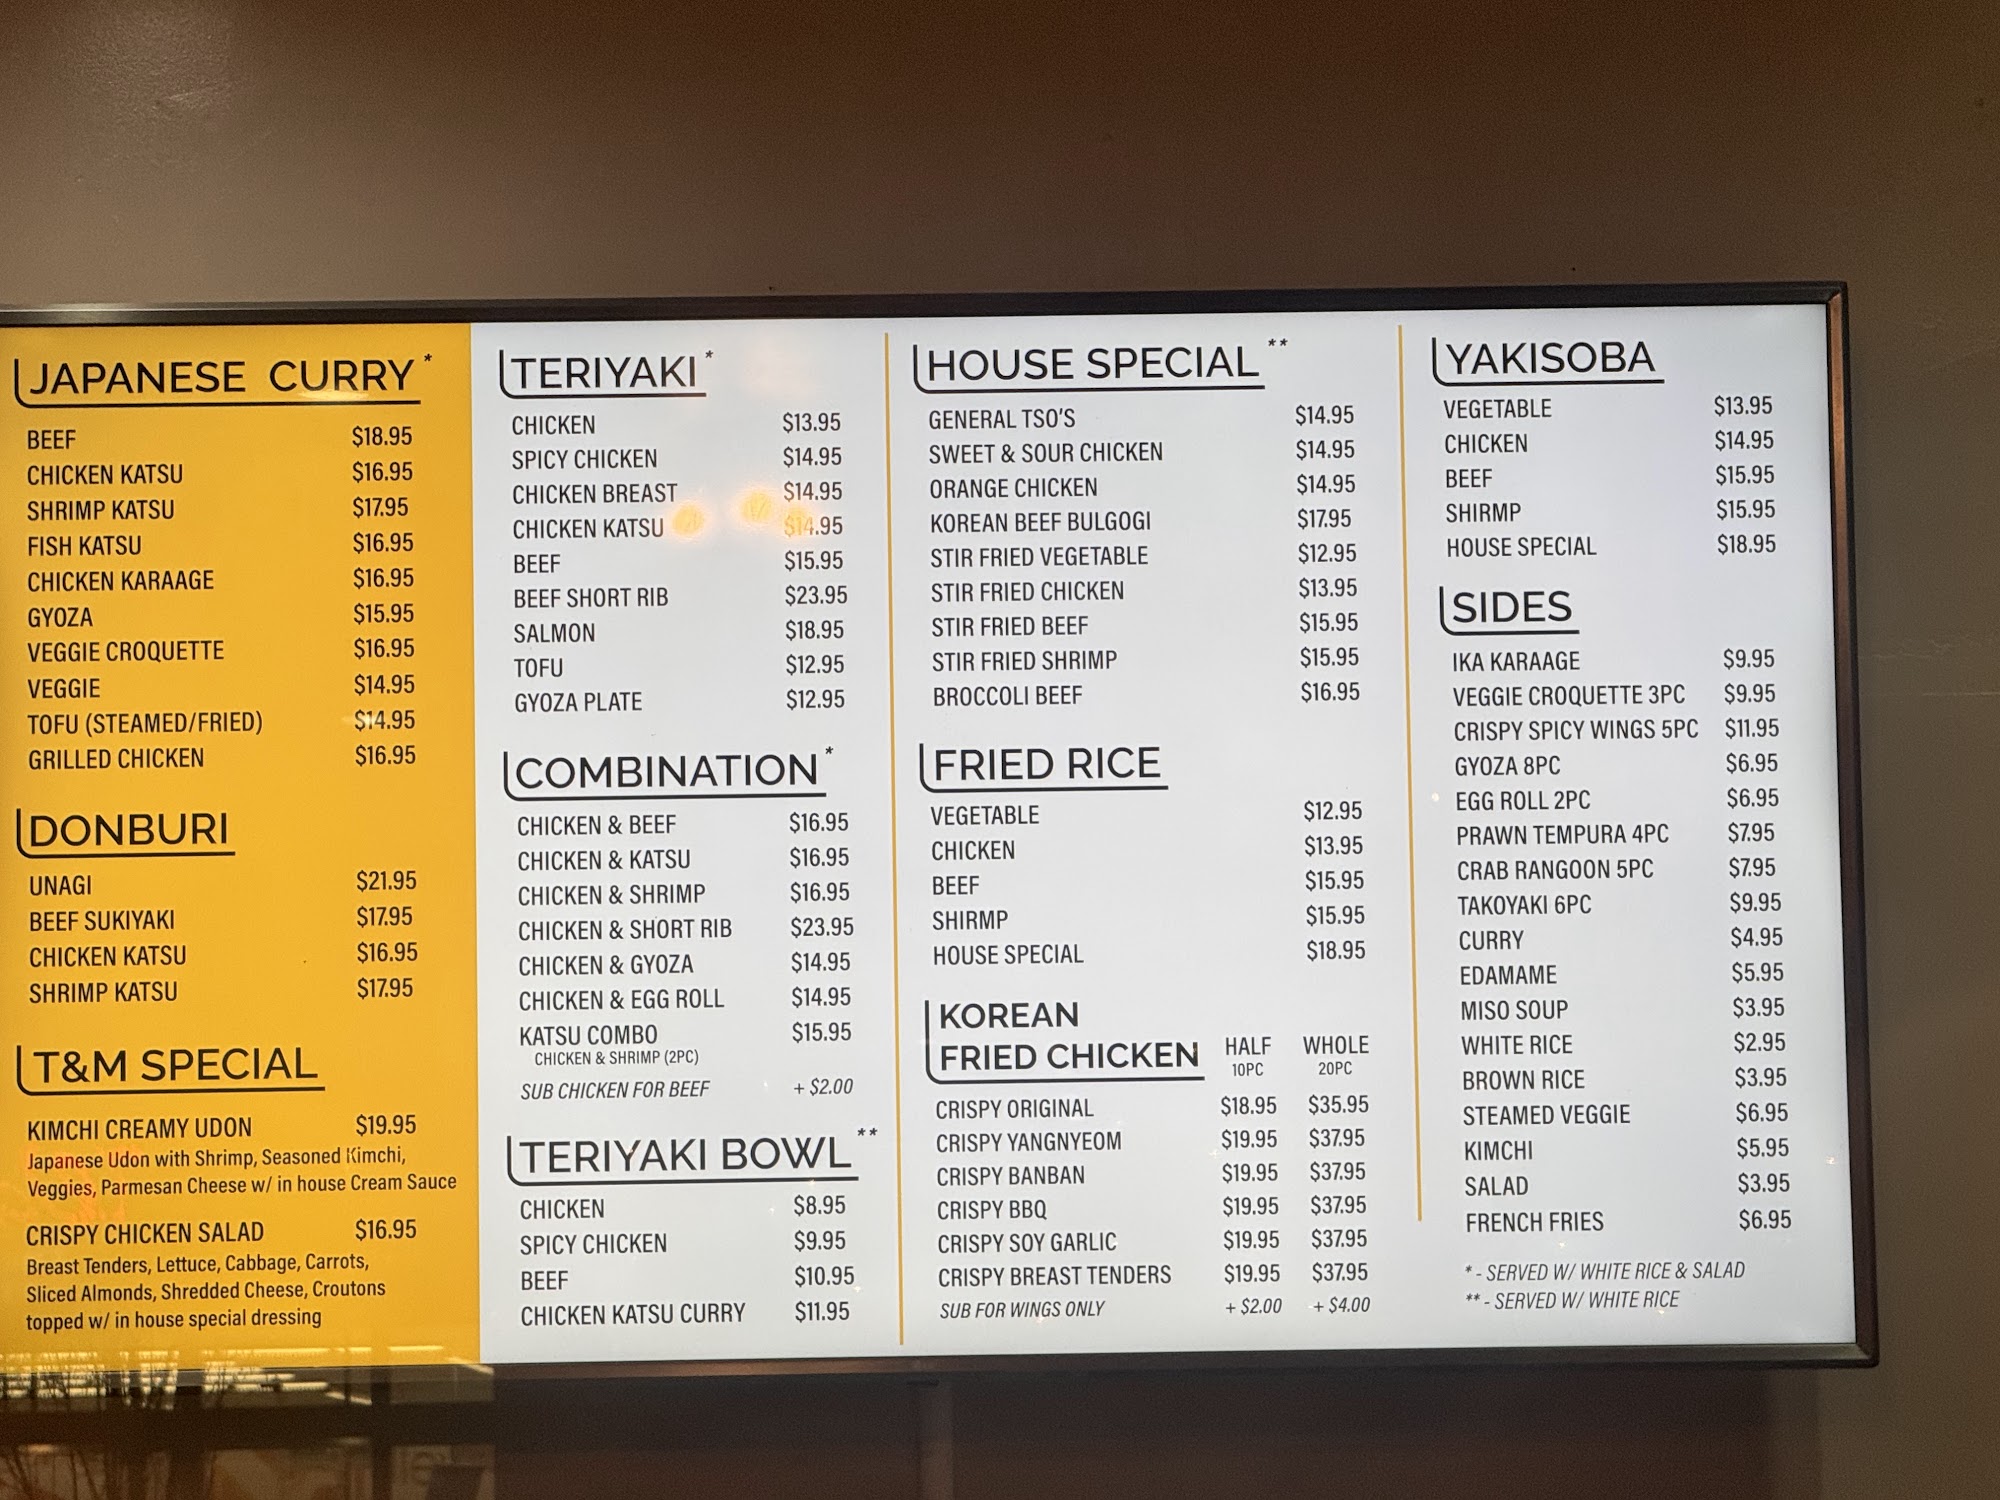 JAPANESE CURRY *
BEEF $18.95
CHICKEN KATSU $16.95
SHRIMP KATSU $17.95
FISH KATSU $16.95
CHICKEN KARAAGE $16.95
GYOZA $15.95
VEGGIE CROQUETTE $16.95
VEGGIE $14.95
TOFU (STEAMED/FRIED) $14.95
GRILLED CHICKEN $16.95
DONBURI
UNAGI $21.95
BEEF SUKIYAKI $17.95
CHICKEN KATSU $16.95
SHRIMP KATSU $17.95
T&M SPECIAL
KIMCHI CREAMY UDON $19.95
Japanese Udon with Shrimp, Seasoned Kimchi,
Veggies, Parmesan Cheese w/ in house Cream Sauce
CRISPY CHICKEN SALAD $16.95
Breast Tenders, Lettuce, Cabbage, Carrots,
Sliced Almonds, Shredded Cheese, Croutons
topped w/ in house special dressing
TERIYAKI *
CHICKEN $13.95
SPICY CHICKEN $14.95
CHICKEN BREAST $14.95
CHICKEN KATSU $14.95
BEEF $15.95
BEEF SHORT RIB $23.95
SALMON $18.95
TOFU $12.95
GYOZA PLATE $12.95
COMBINATION *
CHICKEN & BEEF $16.95
CHICKEN & KATSU $16.95
CHICKEN & SHRIMP $16.95
CHICKEN & SHORT RIB $23.95
CHICKEN & GYOZA $14.95
CHICKEN & EGG ROLL $14.95
KATSU COMBO $15.95
CHICKEN & SHRIMP (2PC)
SUB CHICKEN FOR BEEF + $2.00
TERIYAKI BOWL **
CHICKEN $8.95
SPICY CHICKEN $9.95
BEEF $10.95
CHICKEN KATSU CURRY $11.95
HOUSE SPECIAL **
GENERAL TSO'S $14.95
SWEET & SOUR CHICKEN $14.95
ORANGE CHICKEN $14.95
KOREAN BEEF BULGOGI $17.95
STIR FRIED VEGETABLE $12.95
STIR FRIED CHICKEN $13.95
STIR FRIED BEEF $15.95
STIR FRIED SHRIMP $15.95
BROCCOLI BEEF $16.95
FRIED RICE
VEGETABLE $12.95
CHICKEN $13.95
BEEF $15.95
SHIRMP $15.95
HOUSE SPECIAL $18.95
KOREAN
FRIED CHICKEN HALF WHOLE
10PC 20PC
CRISPY ORIGINAL $18.95 $35.95
CRISPY YANGNYEOM $19.95 $37.95
CRISPY BANBAN $19.95 $37.95
CRISPY BBQ $19.95 $37.95
CRISPY SOY GARLIC $19.95 $37.95
CRISPY BREAST TENDERS $19.95 $37.95
SUB FOR WINGS ONLY + $2.00 + $4.00
YAKISOBA
VEGETABLE $13.95
CHICKEN $14.95
BEEF $15.95
SHIRMP $15.95
HOUSE SPECIAL $18.95
SIDES
IKA KARAAGE $9.95
VEGGIE CROQUETTE 3PC $9.95
CRISPY SPICY WINGS 5PC $11.95
GYOZA 8PC $6.95
EGG ROLL 2PC $6.95
PRAWN TEMPURA 4PC $7.95
CRAB RANGOON 5PC $7.95
TAKOYAKI 6PC $9.95
CURRY $4.95
EDAMAME $5.95
MISO SOUP $3.95
WHITE RICE $2.95
BROWN RICE $3.95
STEAMED VEGGIE $6.95
KIMCHI $5.95
SALAD $3.95
FRENCH FRIES $6.95
* - SERVED W/ WHITE RICE & SALAD
** - SERVED W/ WHITE RICE